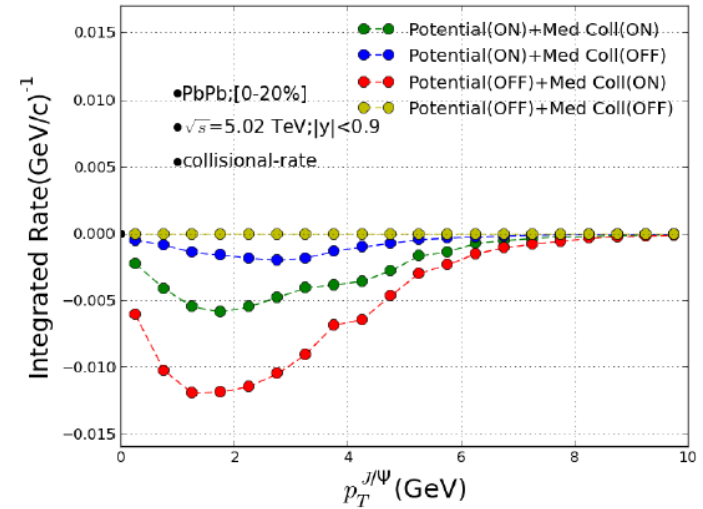 0.015
0.010
0.005
0.000
−0.005
−0.010
−0.015
Integrated Rate(GeV/c)⁻¹
Potential(ON)+Med Coll(ON)
Potential(ON)+Med Coll(OFF)
Potential(OFF)+Med Coll(ON)
Potential(OFF)+Med Coll(OFF)
PbPb;[0-20%]
√s=5.02 TeV;|y|<0.9
collisional-rate
0 2 4 6 8 10
p_T^{J/Ψ}(GeV)